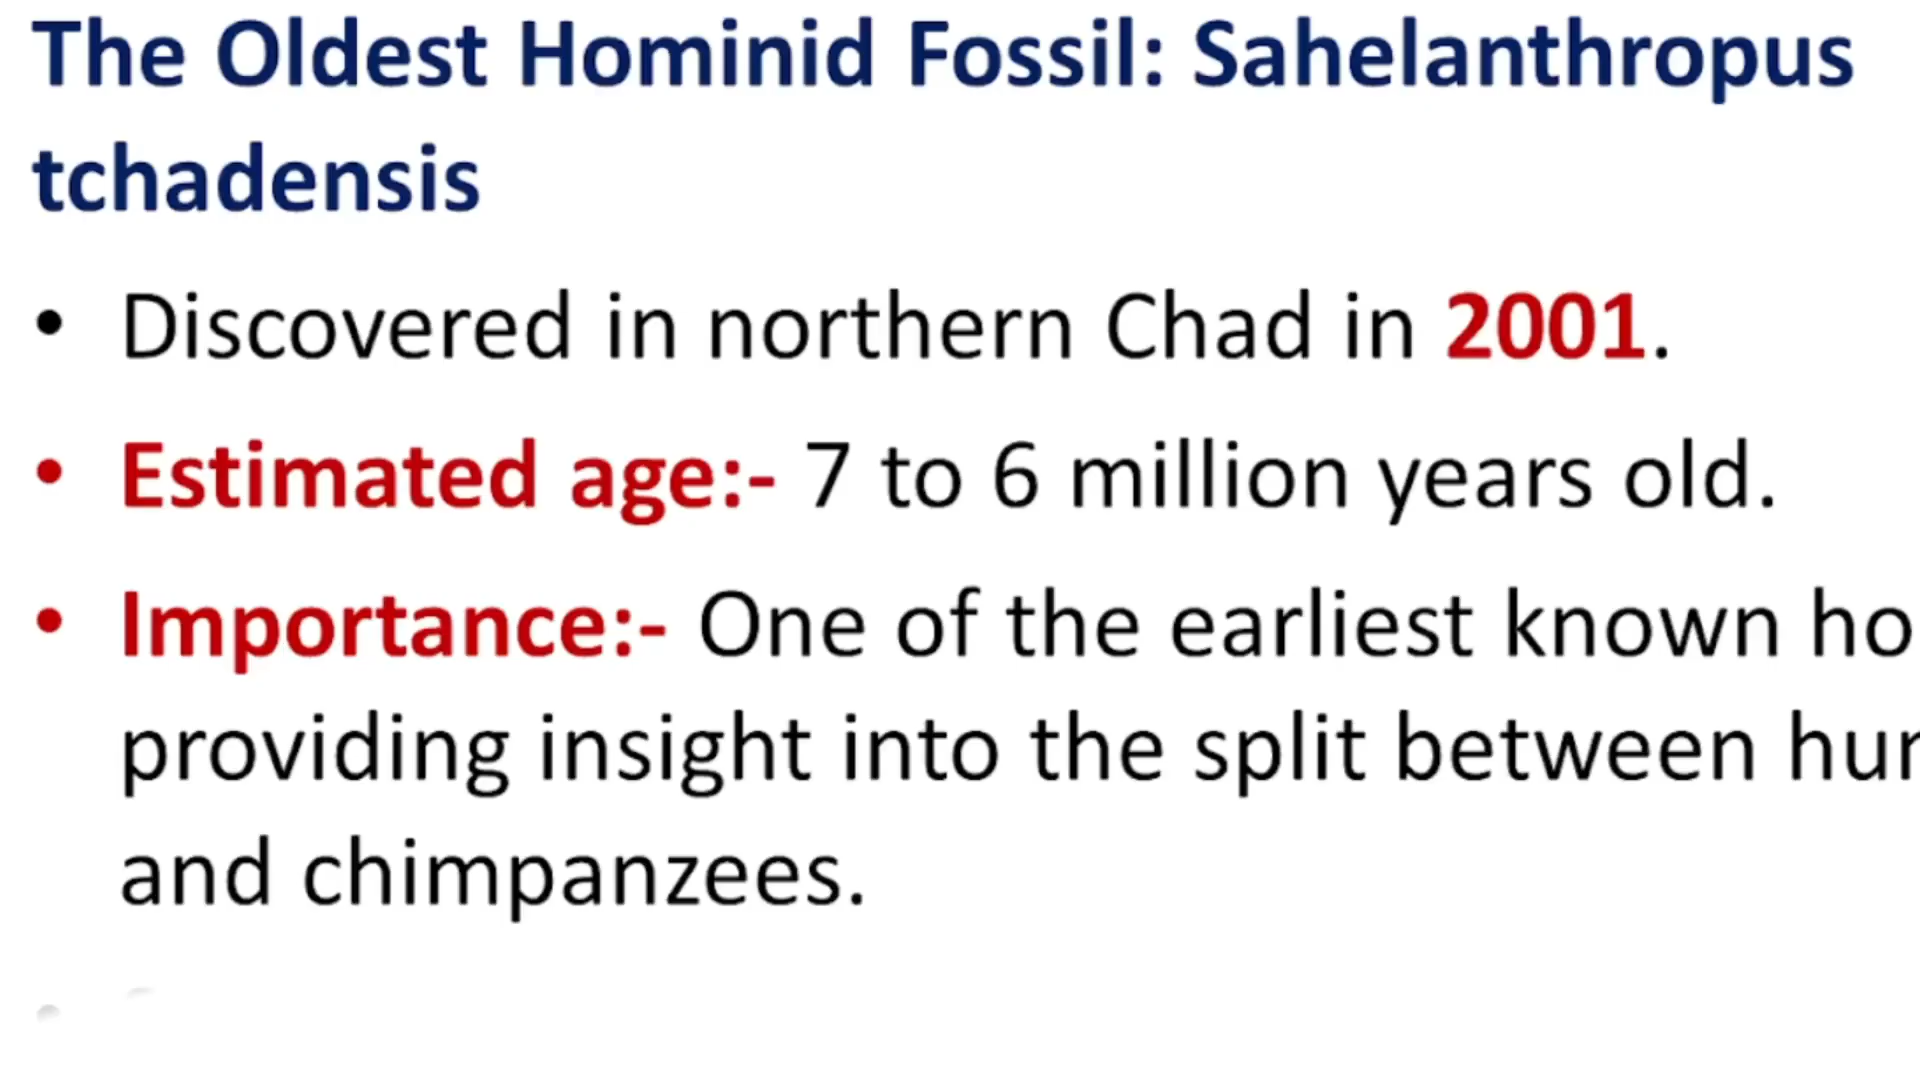 The Oldest Hominid Fossil: Sahelanthropus
tchadensis
• Discovered in northern Chad in 2001.
• Estimated age:- 7 to 6 million years old.
• Importance:- One of the earliest known ho
providing insight into the split between hu
and chimpanzees.